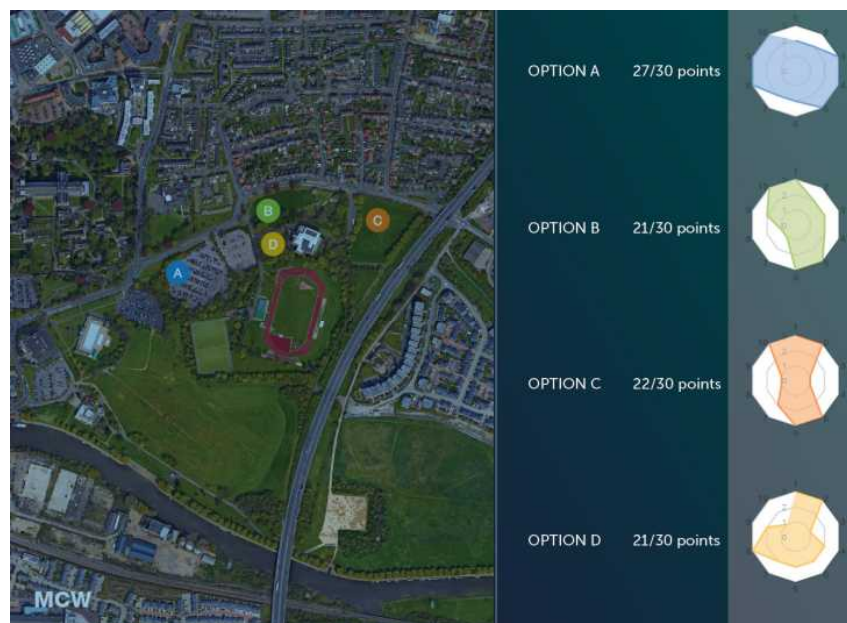 B
C
D
A
MCW
OPTION A 27/30 points
OPTION B 21/30 points
OPTION C 22/30 points
OPTION D 21/30 points